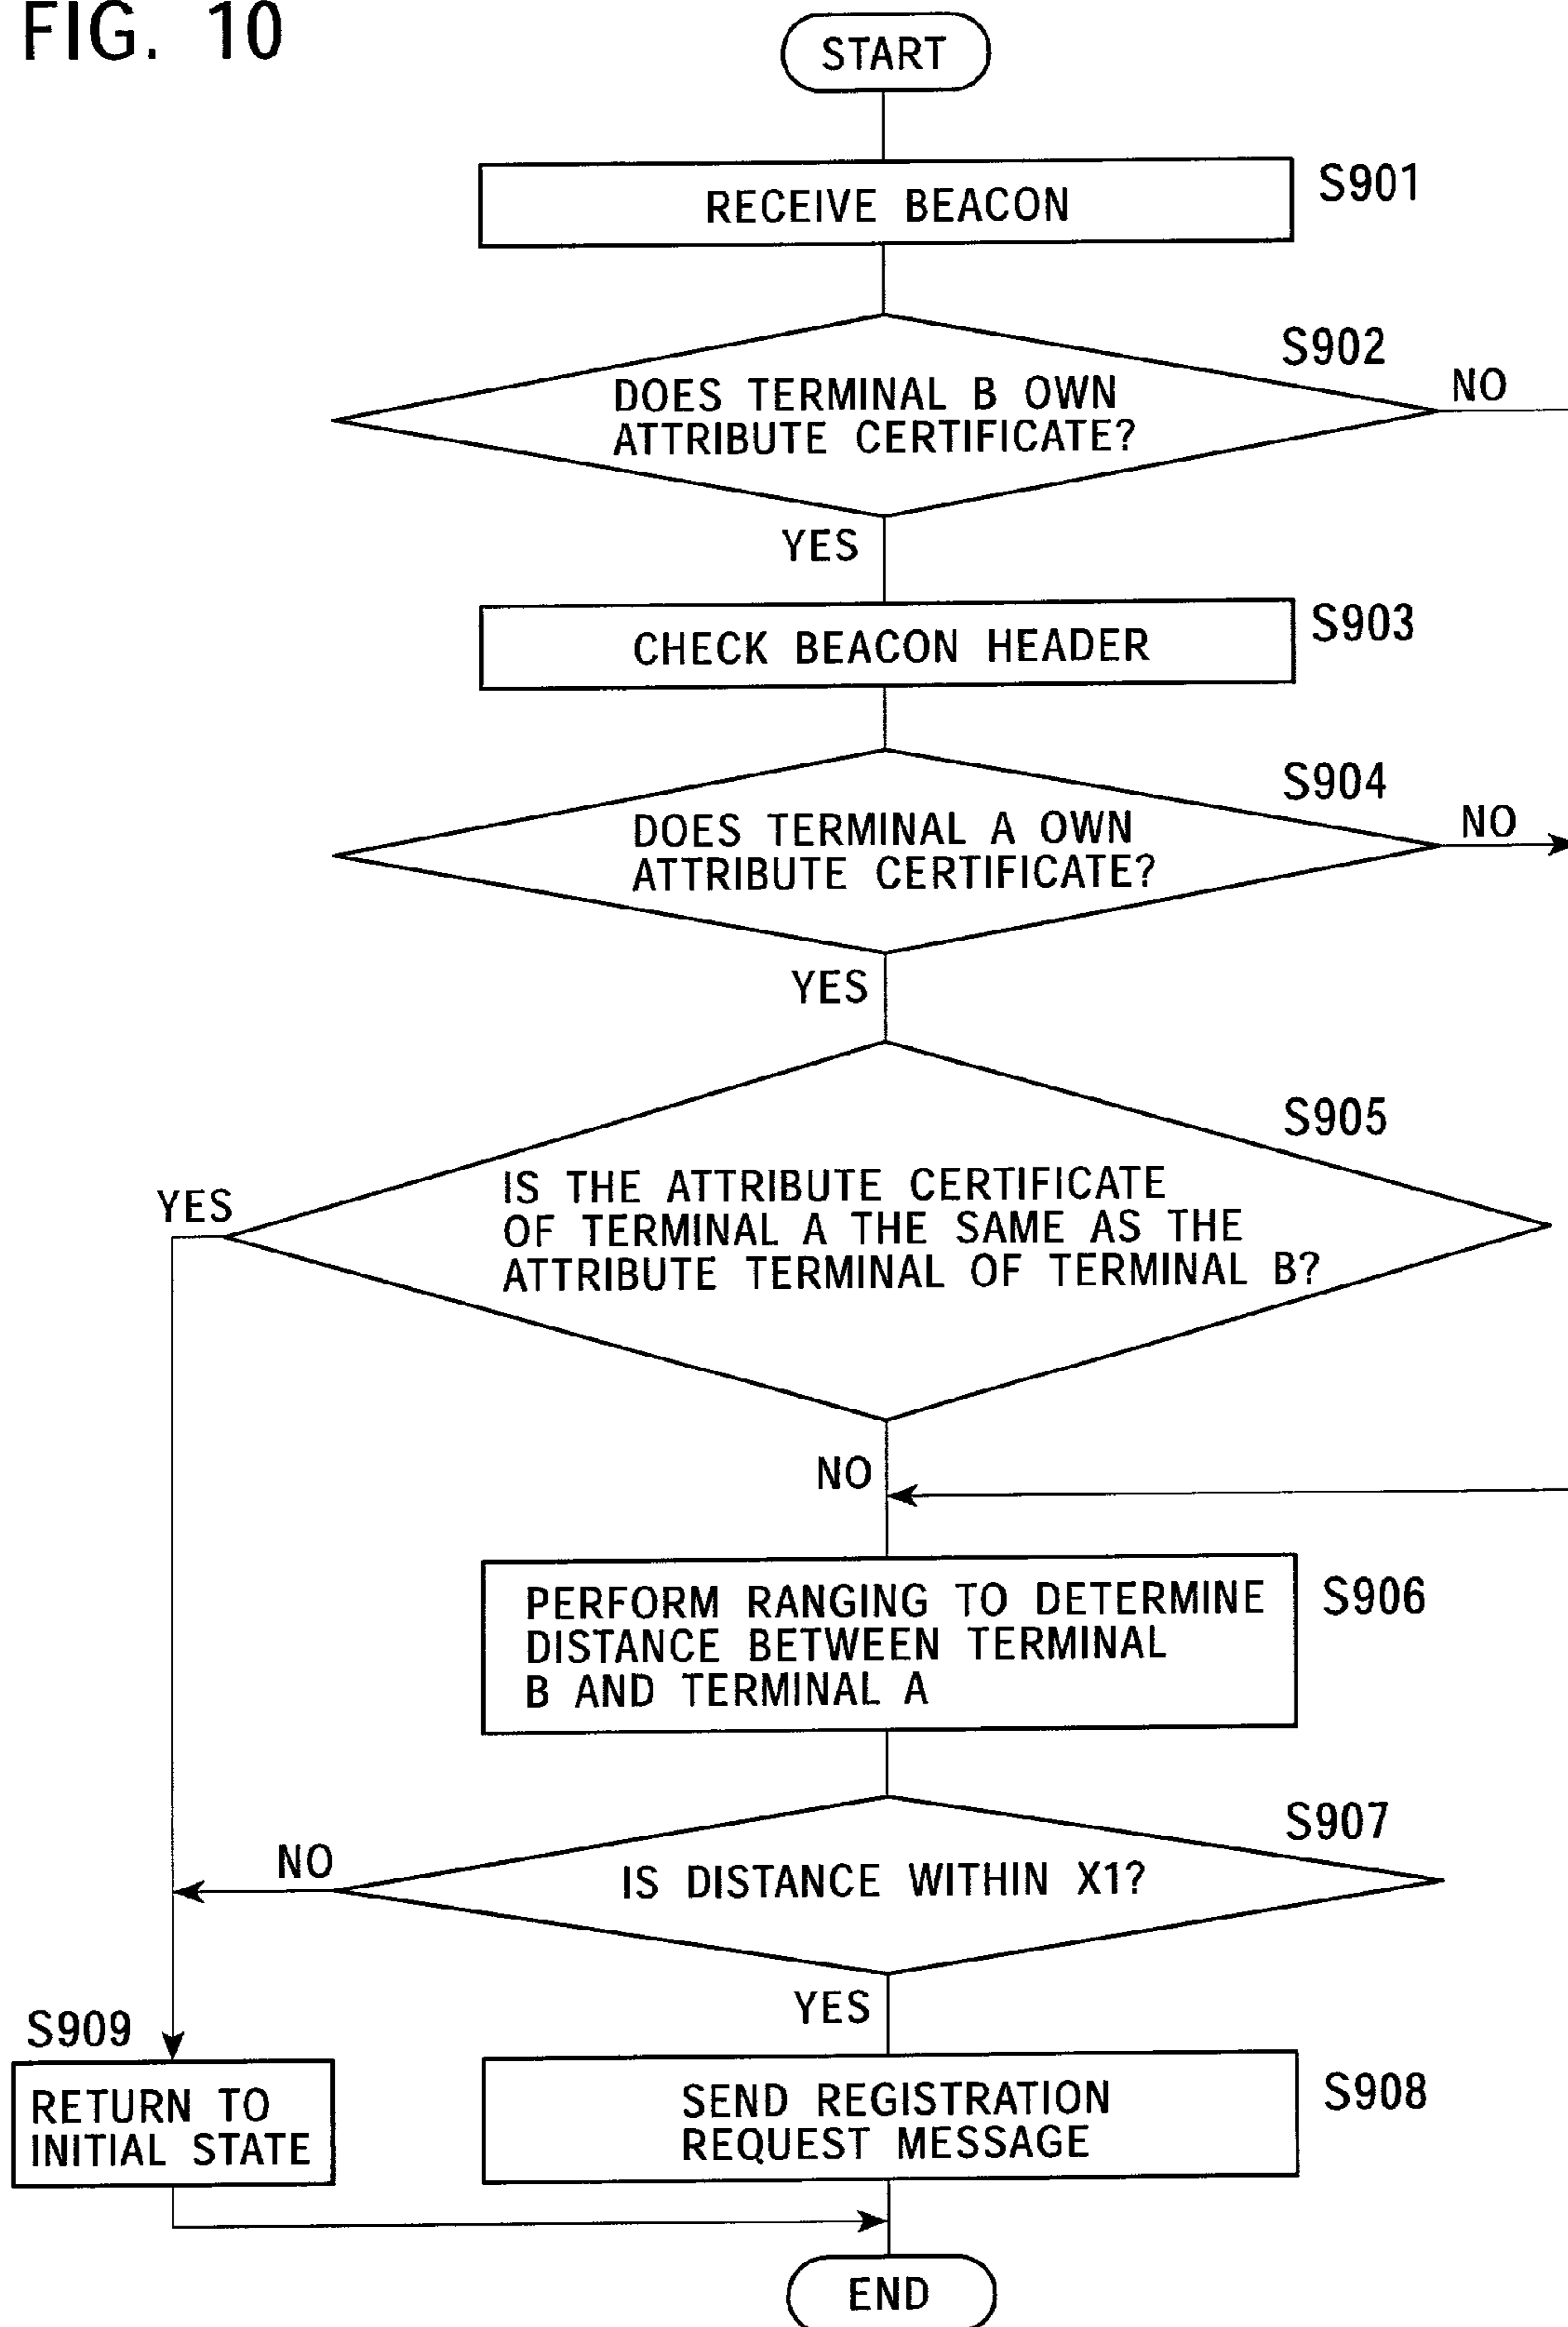 FIG. 10
START
RECEIVE BEACON
S901
S902
DOES TERMINAL B OWN
ATTRIBUTE CERTIFICATE?
NO
YES
CHECK BEACON HEADER
S903
S904
DOES TERMINAL A OWN
ATTRIBUTE CERTIFICATE?
NO
YES
S905
IS THE ATTRIBUTE CERTIFICATE
OF TERMINAL A THE SAME AS THE
ATTRIBUTE TERMINAL OF TERMINAL B?
YES
NO
PERFORM RANGING TO DETERMINE
DISTANCE BETWEEN TERMINAL
B AND TERMINAL A
S906
S907
IS DISTANCE WITHIN X1?
NO
YES
S909
RETURN TO
INITIAL STATE
SEND REGISTRATION
REQUEST MESSAGE
S908
END